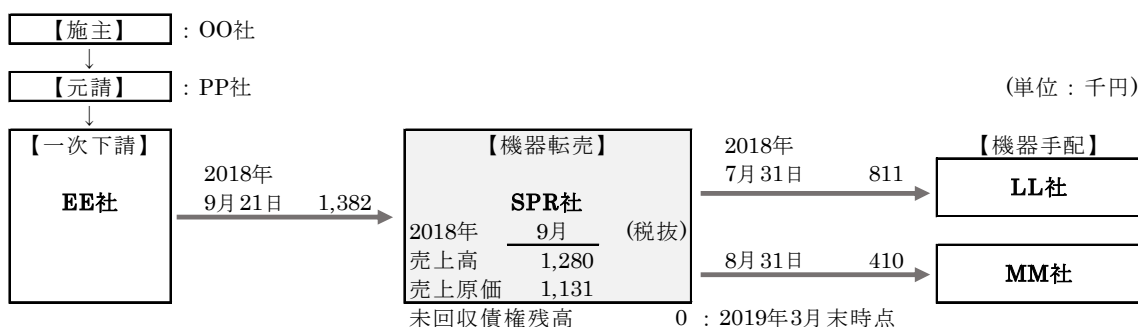 【施主】 : OO社
↓
【元請】 : PP社 (単位 : 千円)
↓
【一次下請】 【機器転売】 2018年 【機器手配】
2018年 7月31日 811 LL社
EE社 9月21日 1,382 SPR社
2018年 9月 (税抜)
売上高 1,280 8月31日 410 MM社
売上原価 1,131
未回収債権残高 0 : 2019年3月末時点